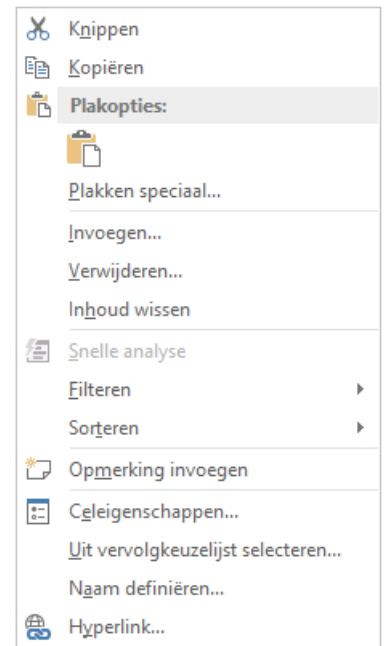 Knippen
Kopiëren
Plakopties:
Plakken speciaal...
Invoegen...
Verwijderen...
Inhoud wissen
Snelle analyse
Filteren
Sorteren
Opmerking invoegen
Celeigenschappen...
Uit vervolgkeuzelijst selecteren...
Naam definiëren...
Hyperlink...